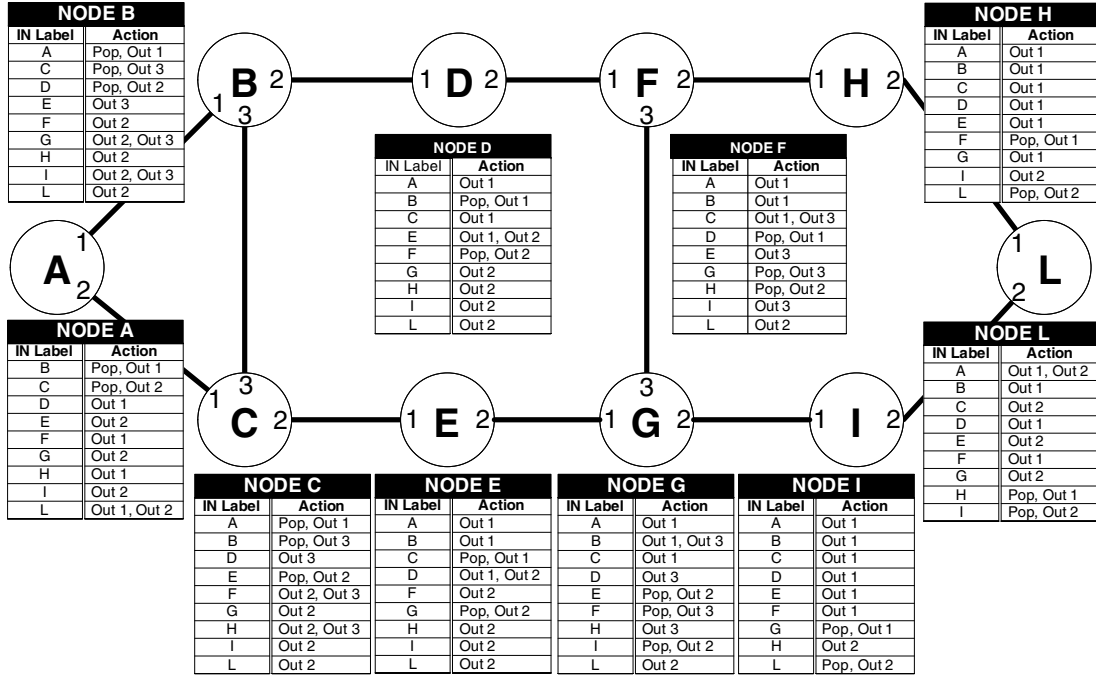 NODE B
IN Label Action
A Pop, Out 1
C Pop, Out 3
D Pop, Out 2
E Out 3
F Out 2
G Out 2, Out 3
H Out 2
I Out 2, Out 3
L Out 2
1 B 2
3
1 D 2
1 F 2
3
1 H 2
NODE H
IN Label Action
A Out 1
B Out 1
C Out 1
D Out 1
E Out 1
F Pop, Out 1
G Out 1
I Out 2
L Pop, Out 2
NODE D
IN Label Action
A Out 1
B Pop, Out 1
C Out 1
E Out 1, Out 2
F Pop, Out 2
G Out 2
H Out 2
I Out 2
L Out 2
NODE F
IN Label Action
A Out 1
B Out 1
C Out 1, Out 3
D Pop, Out 1
E Out 3
G Pop, Out 3
H Pop, Out 2
I Out 3
L Out 2
1
A
2
1
L
2
NODE A
IN Label Action
B Pop, Out 1
C Pop, Out 2
D Out 1
E Out 2
F Out 1
G Out 2
H Out 1
I Out 2
L Out 1, Out 2
3
1 C 2
1 E 2
3
1 G 2
1 I 2
NODE L
IN Label Action
A Out 1, Out 2
B Out 1
C Out 2
D Out 1
E Out 2
F Out 1
G Out 2
H Pop, Out 1
I Pop, Out 2
NODE C
IN Label Action
A Pop, Out 1
B Pop, Out 3
D Out 3
E Pop, Out 2
F Out 2, Out 3
G Out 2
H Out 2, Out 3
I Out 2
L Out 2
NODE E
IN Label Action
A Out 1
B Out 1
C Pop, Out 1
D Out 1, Out 2
F Out 2
G Pop, Out 2
H Out 2
I Out 2
L Out 2
NODE G
IN Label Action
A Out 1
B Out 1, Out 3
C Out 1
D Out 3
E Pop, Out 2
F Pop, Out 3
H Out 3
I Pop, Out 2
L Out 2
NODE I
IN Label Action
A Out 1
B Out 1
C Out 1
D Out 1
E Out 1
F Out 1
G Pop, Out 1
H Out 2
L Pop, Out 2